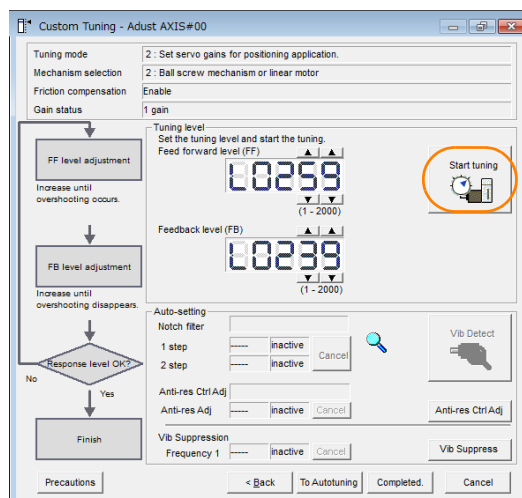 Custom Tuning - Adust AXIS#00
Tuning mode 2 : Set servo gains for positioning application.
Mechanism selection 2 : Ball screw mechanism or linear motor
Friction compensation Enable
Gain status 1 gain
FF level adjustment
Increase until
overshooting occurs.
FB level adjustment
Increase until
overshooting disappears.
Response level OK?
No
Yes
Finish
Tuning level
Set the tuning level and start the tuning.
Feed forward level (FF)
L0259
(1 - 2000)
Feedback level (FB)
L0239
(1 - 2000)
Start tuning
Auto-setting
Notch filter
1 step ----- inactive
2 step ----- inactive
Cancel
Vib Detect
Anti-res Ctrl Adj
Anti-res Adj ----- inactive Cancel
Anti-res Ctrl Adj
Vib Suppression
Frequency 1 ----- inactive Cancel
Vib Suppress
Precautions
< Back
To Autotuning
Completed.
Cancel